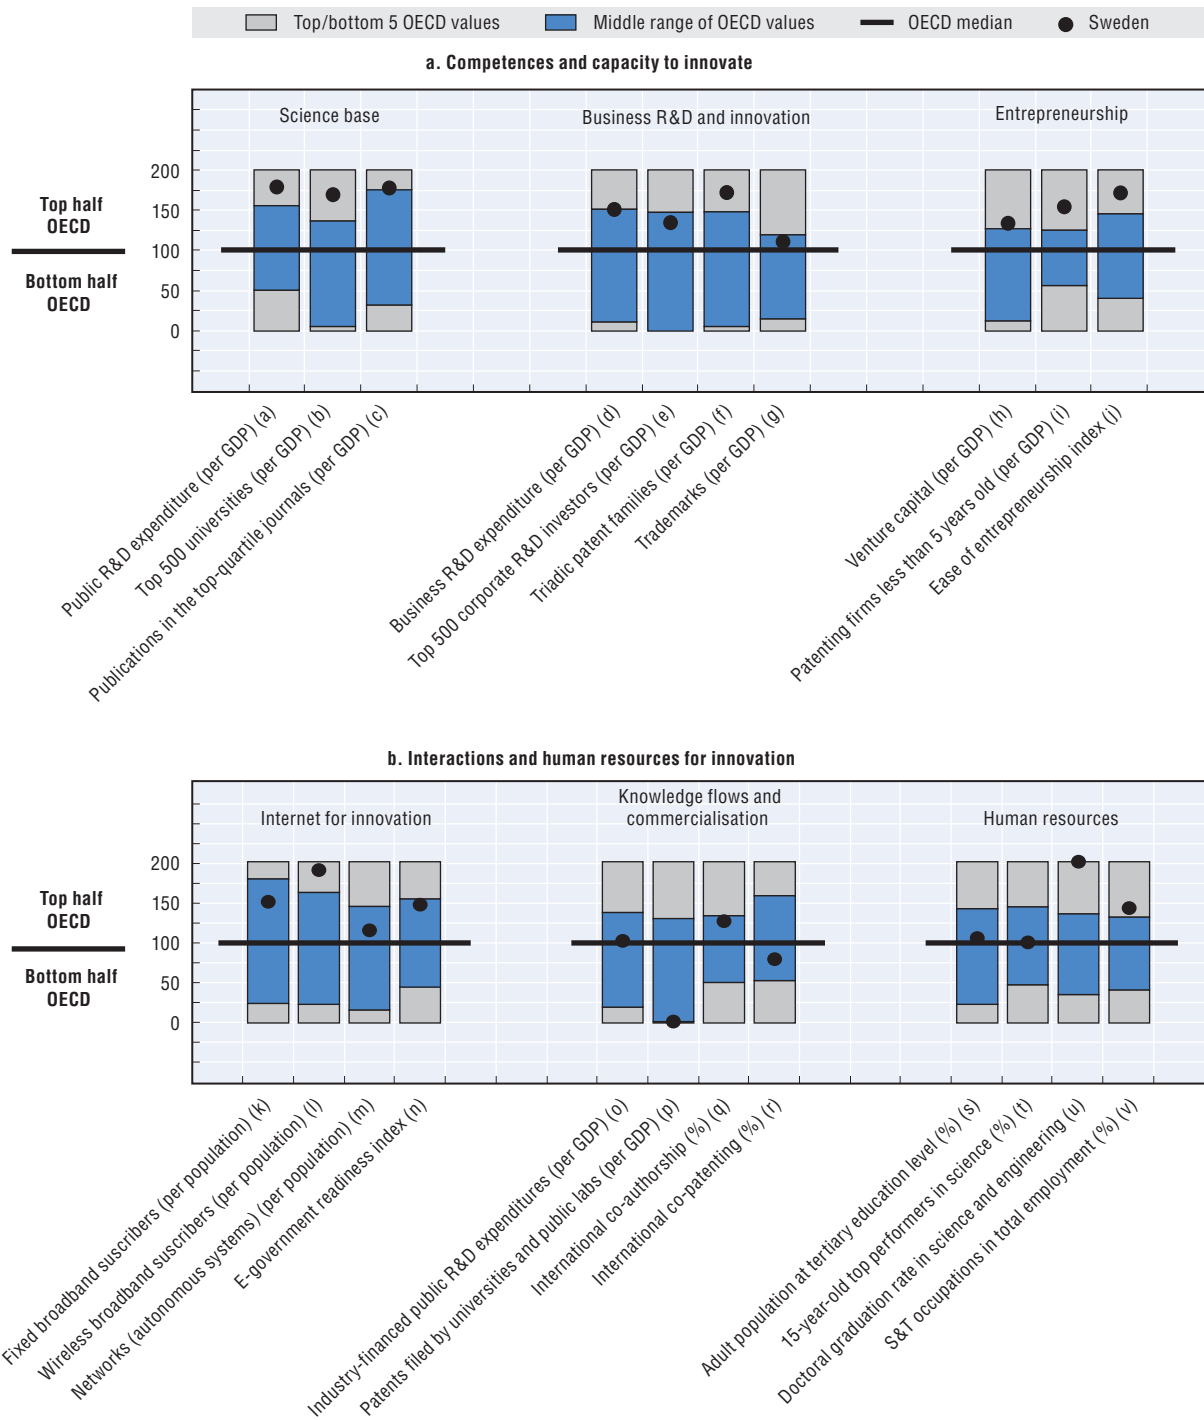 Top/bottom 5 OECD values Middle range of OECD values OECD median Sweden
a. Competences and capacity to innovate
Science base Business R&D and innovation Entrepreneurship
200
150
100
50
0
Top half
OECD
Bottom half
OECD
Public R&D expenditure (per GDP) (a)
Top 500 universities (per GDP) (b)
Publications in the top-quartile journals (per GDP) (c)
Business R&D expenditure (per GDP) (d)
Top 500 corporate R&D investors (per GDP) (e)
Triadic patent families (per GDP) (f)
Trademarks (per GDP) (g)
Venture capital (per GDP) (h)
Patenting firms less than 5 years old (per GDP) (i)
Ease of entrepreneurship index (j)
b. Interactions and human resources for innovation
Internet for innovation
Knowledge flows and
commercialisation
Human resources
200
150
100
50
0
Top half
OECD
Bottom half
OECD
Fixed broadband suscribers (per population) (k)
Wireless broadband suscribers (per population) (l)
Networks (autonomous systems) (per population) (m)
E-government readiness index (n)
Industry-financed public R&D expenditures (per GDP) (o)
Patents filed by universities and public labs (per GDP) (p)
International co-authorship (%) (q)
International co-patenting (%) (r)
Adult population at tertiary education level (%) (s)
15-year-old top performers in science (%) (t)
Doctoral graduation rate in science and engineering (u)
S&T occupations in total employment (%) (v)